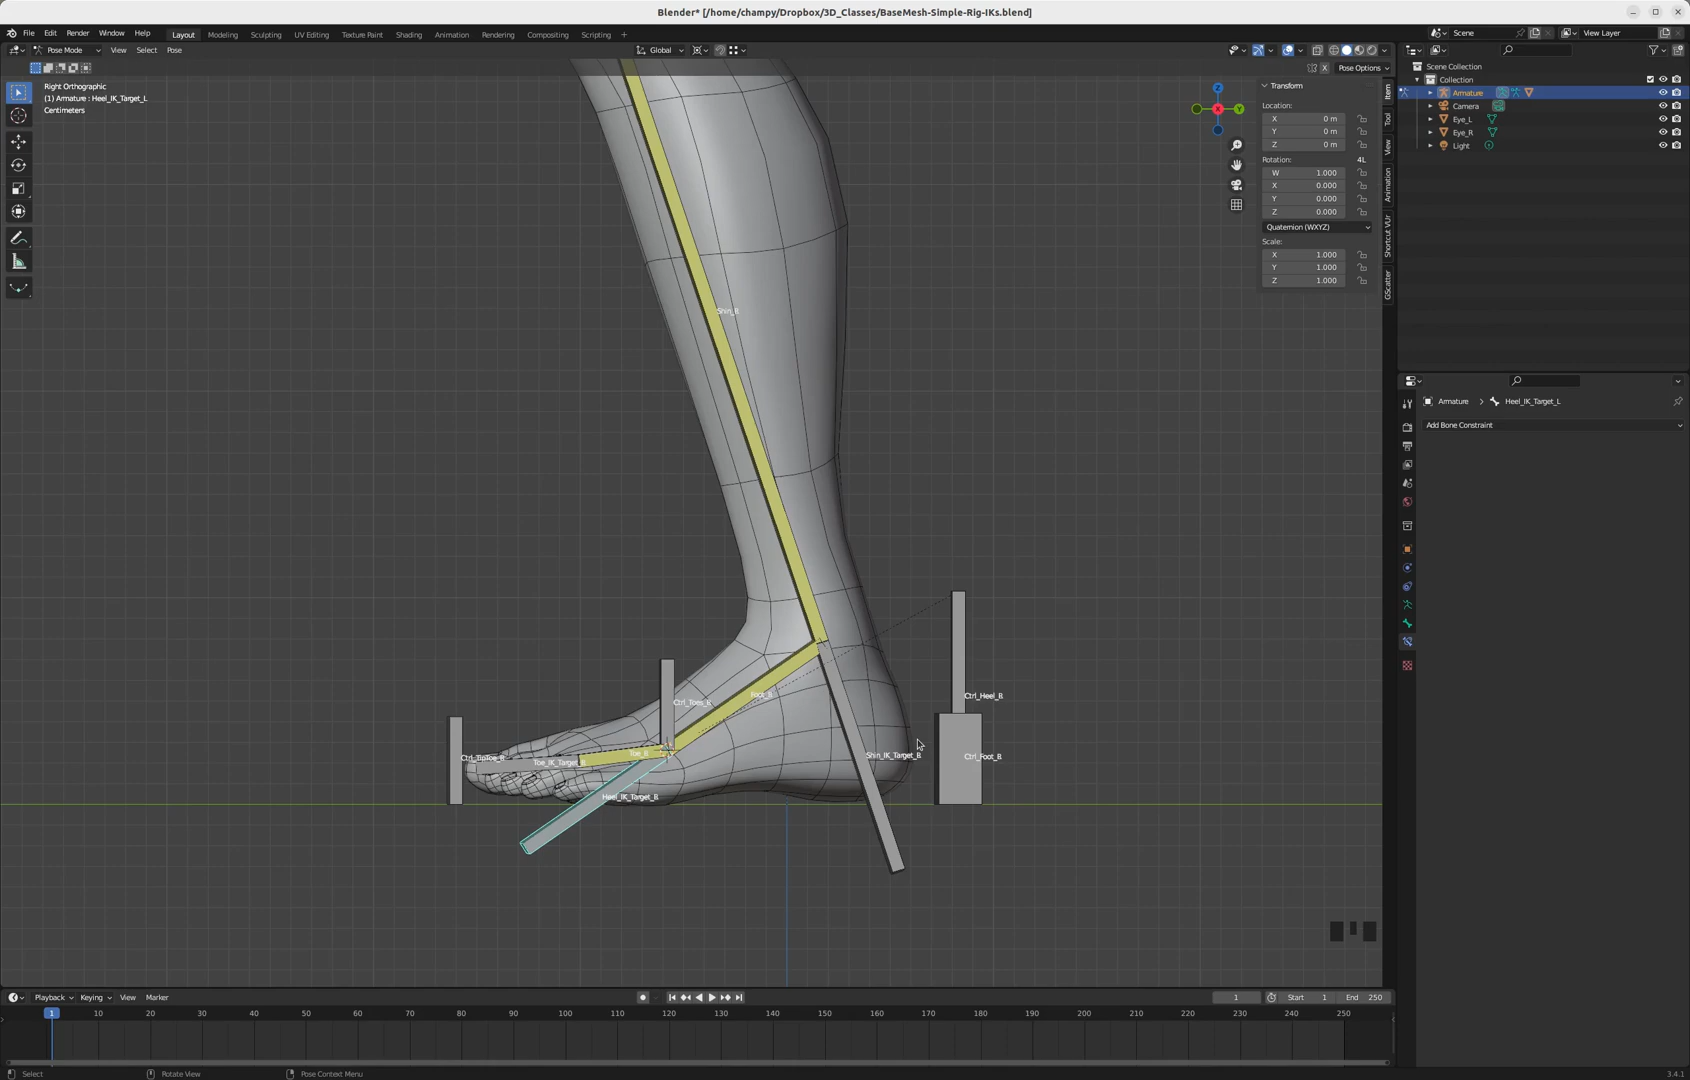 Blender* [/home/champy/Dropbox/3D_Classes/BaseMesh-Simple-Rig-IKs.blend]
File Edit Render Window Help Layout Modeling Sculpting UV Editing Texture Paint Shading Animation Rendering Compositing Scripting + Scene View Layer
Pose Mode View Select Pose Global
X Pose Options
Right Orthographic
(1) Armature : Heel_IK_Target_L
Centimeters
Z
Y
X
Transform
Location:
X 0 m
Y 0 m
Z 0 m
Rotation: 4L
W 1.000
X 0.000
Y 0.000
Z 0.000
Quaternion (WXYZ)
Scale:
X 1.000
Y 1.000
Z 1.000
Item
Tool
View
Animation
Shortcut VUr
GScatter
Scene Collection
Collection
Armature
Camera
Eye_L
Eye_R
Light
Armature Heel_IK_Target_L
Add Bone Constraint
Shin_R
Foot_R
Ctrl_Heel_R
Ctrl_Toes_R
Toe_R
Shin_IK_Target_R
Ctrl_Foot_R
Ctrl_TipToe_R
Toe_IK_Target_R
Heel_IK_Target_R
Playback Keying View Marker 1 Start 1 End 250
1 10 20 30 40 50 60 70 80 90 100 110 120 130 140 150 160 170 180 190 200 210 220 230 240 250
Select Rotate View Pose Context Menu 3.4.1